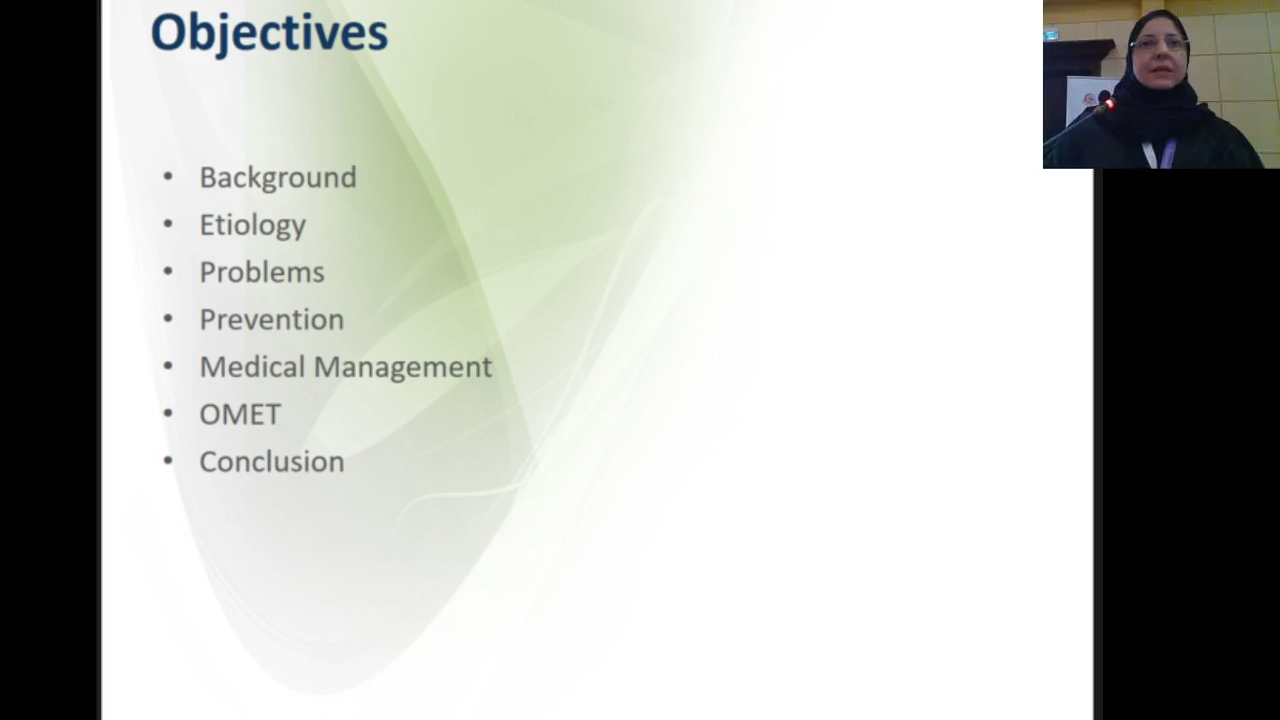 Objectives
• Background
• Etiology
• Problems
• Prevention
• Medical Management
• OMET
• Conclusion